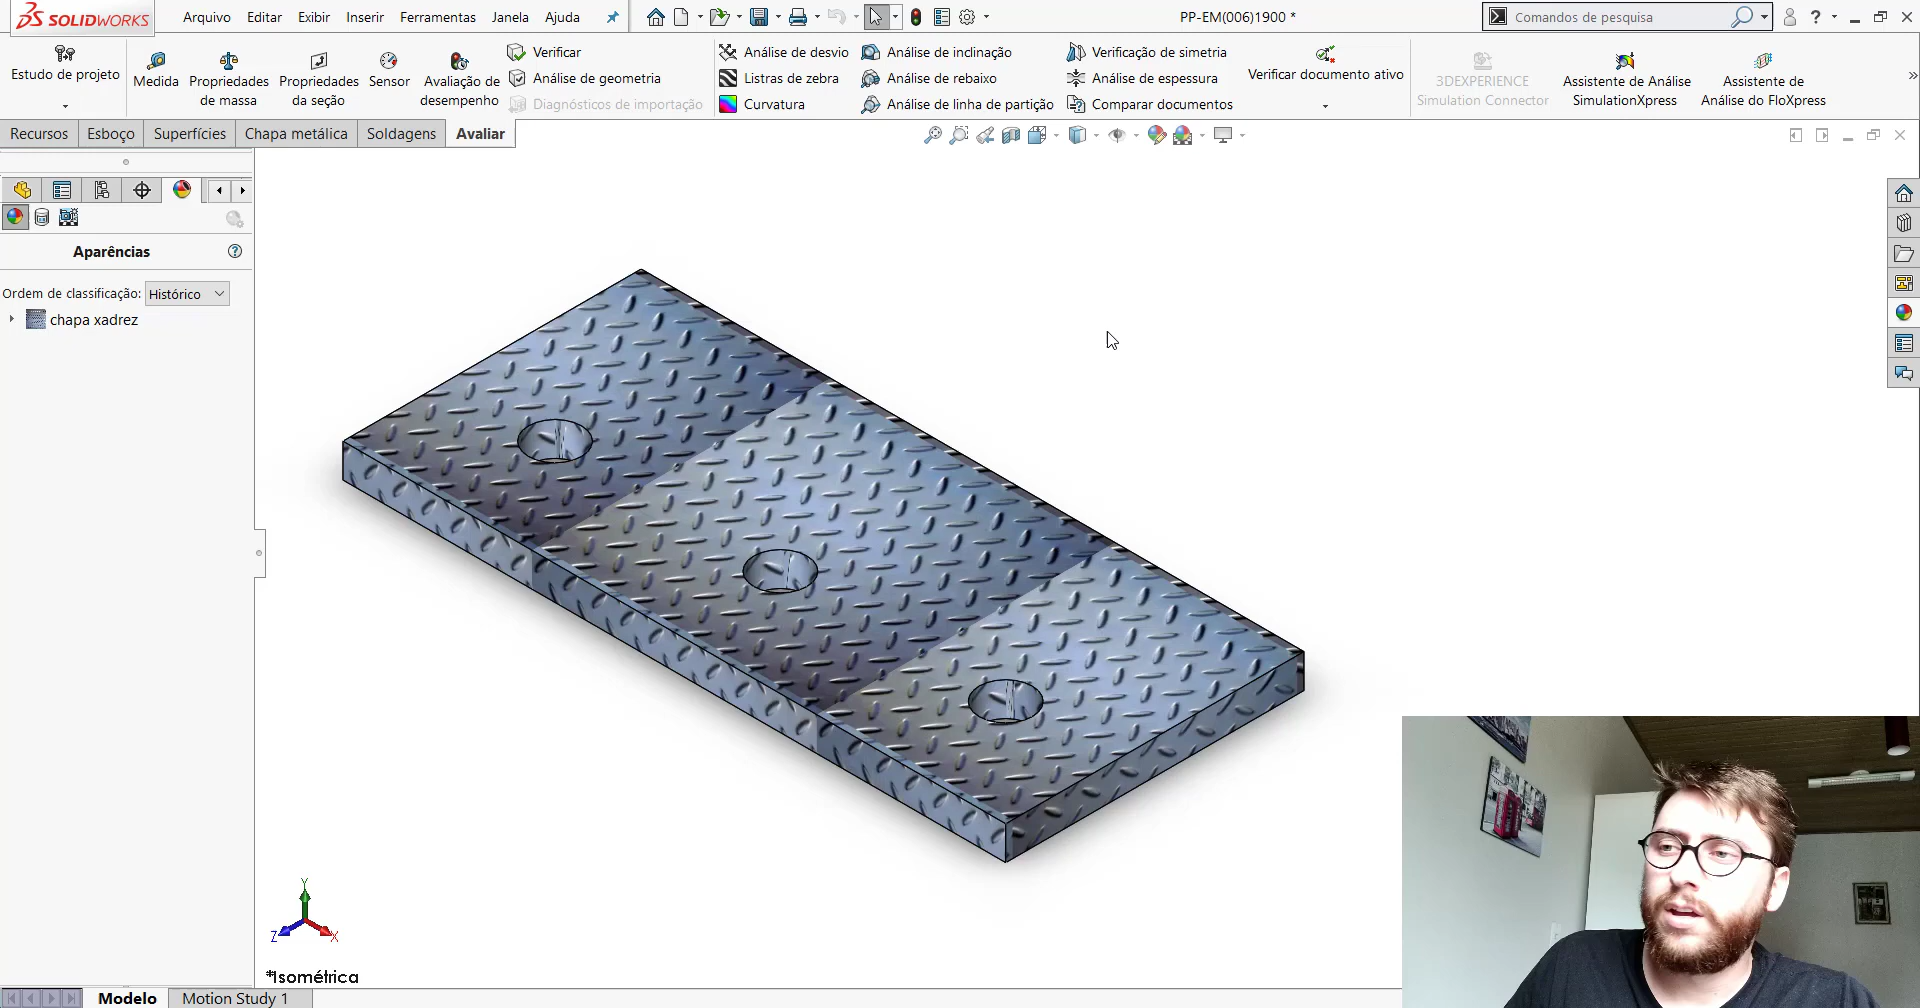 SOLIDWORKS
Arquivo Editar Exibir Inserir Ferramentas Janela Ajuda
PP-EM(006)1900 *
Comandos de pesquisa
Estudo de projeto
Medida
Propriedades de massa
Propriedades da seção
Sensor
Avaliação de desempenho
Verificar
Análise de geometria
Diagnósticos de importação
Análise de desvio
Listras de zebra
Curvatura
Análise de inclinação
Análise de rebaixo
Análise de linha de partição
Verificação de simetria
Análise de espessura
Comparar documentos
Verificar documento ativo
3DEXPERIENCE
Simulation Connector
Assistente de Análise
SimulationXpress
Assistente de
Análise do FloXpress
Recursos Esboço Superfícies Chapa metálica Soldagens Avaliar
Aparências
Ordem de classificação: Histórico
chapa xadrez
Y
Z
X
*Isométrica
Modelo Motion Study 1